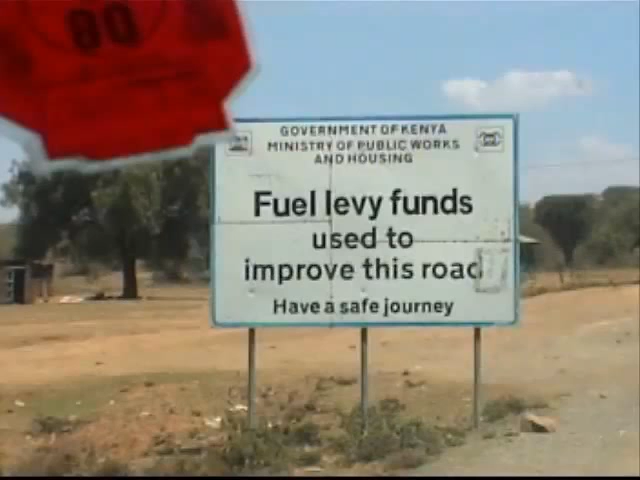 80
GOVERNMENT OF KENYA
MINISTRY OF PUBLIC WORKS
AND HOUSING
Fuel levy funds
used to
improve this road
Have a safe journey